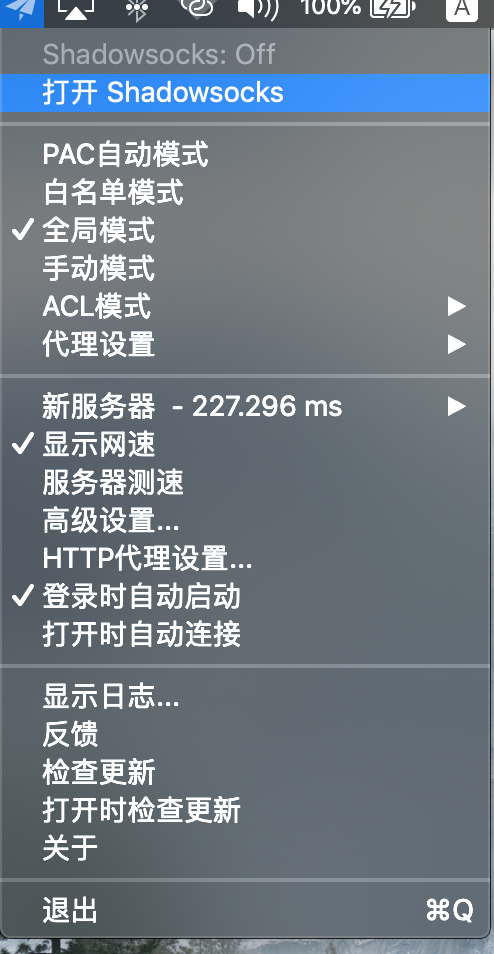 100%
A
Shadowsocks: Off
打开 Shadowsocks
PAC自动模式
白名单模式
全局模式
手动模式
ACL模式
代理设置
新服务器 - 227.296 ms
显示网速
服务器测速
高级设置...
HTTP代理设置...
登录时自动启动
打开时自动连接
显示日志...
反馈
检查更新
打开时检查更新
关于
退出 ⌘Q